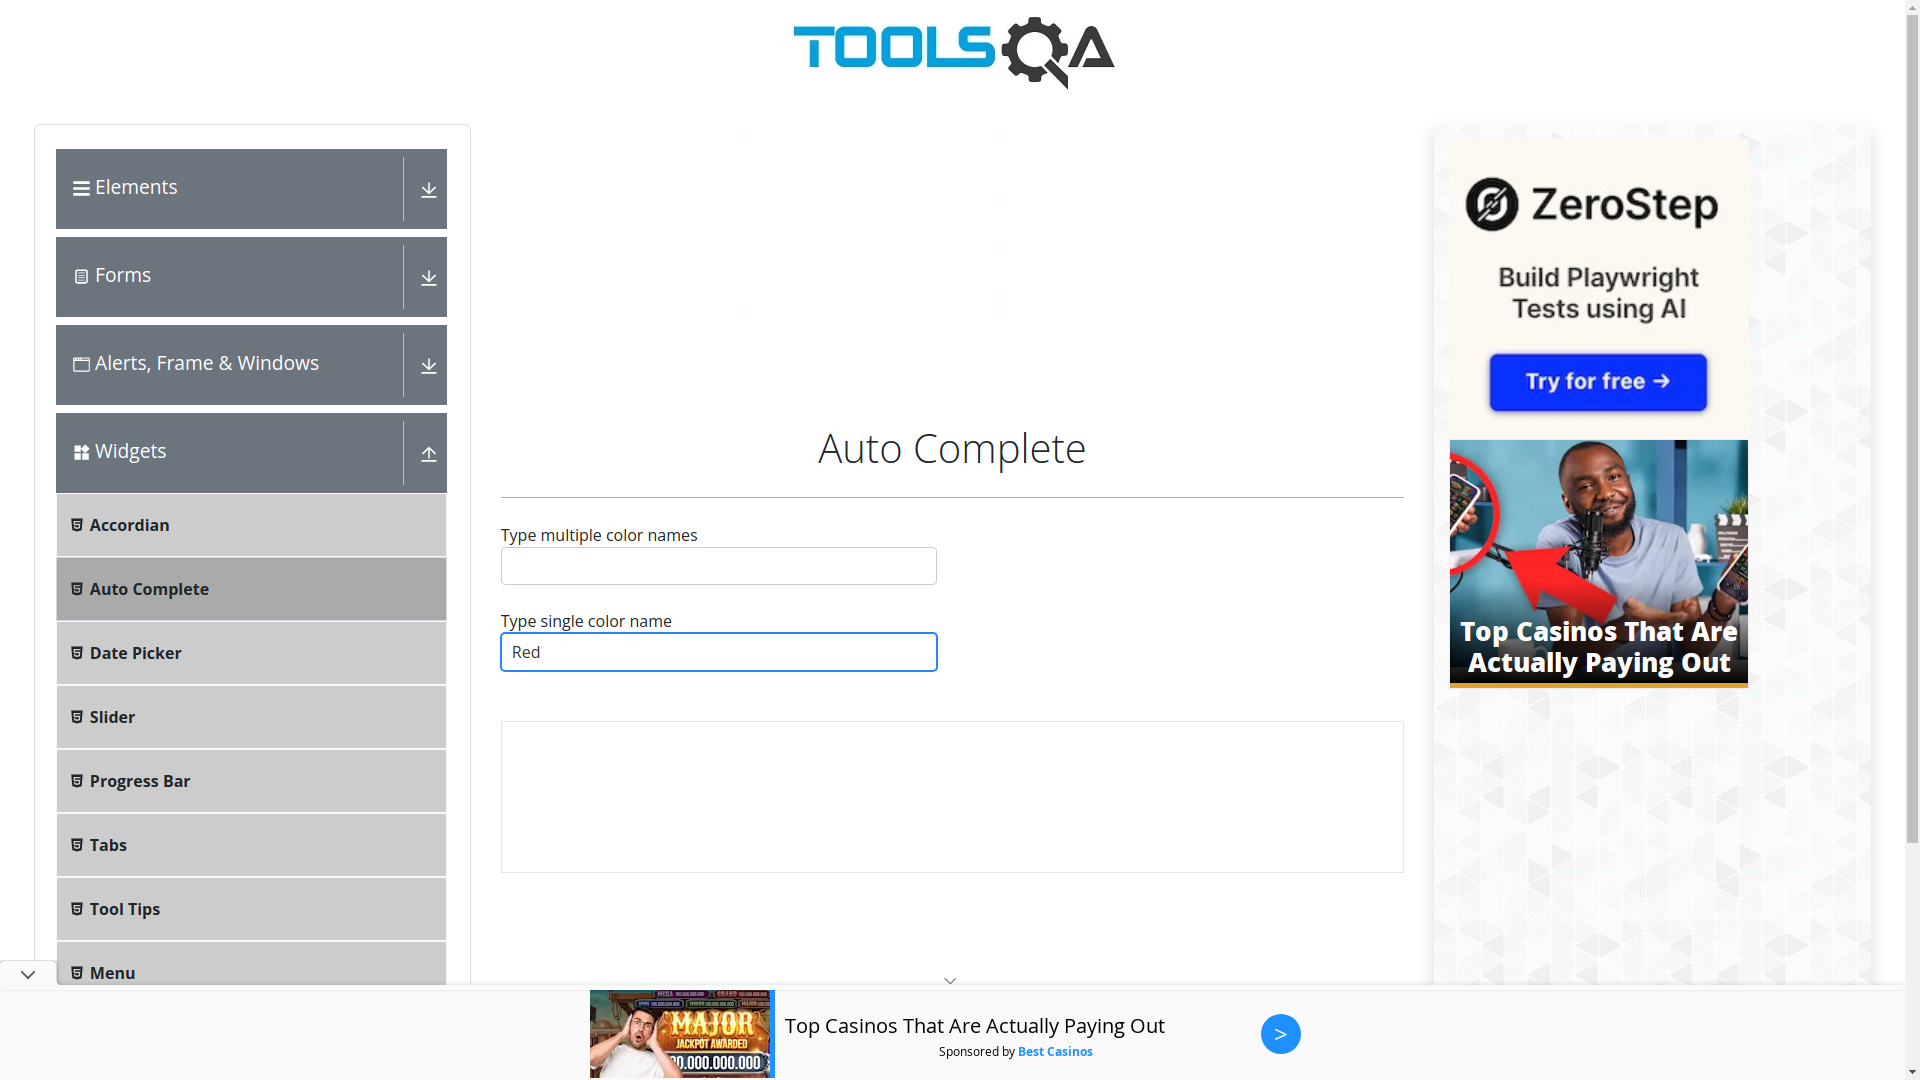 TOOLSQA
Elements
Forms
Alerts, Frame & Windows
Widgets
Accordian
Auto Complete
Date Picker
Slider
Progress Bar
Tabs
Tool Tips
Menu
Auto Complete
Type multiple color names
Type single color name
Red
ZeroStep
Build Playwright
Tests using AI
Try for free →
Top Casinos That Are
Actually Paying Out
MAJOR
JACKPOT AWARDED
Top Casinos That Are Actually Paying Out
Sponsored by Best Casinos
>